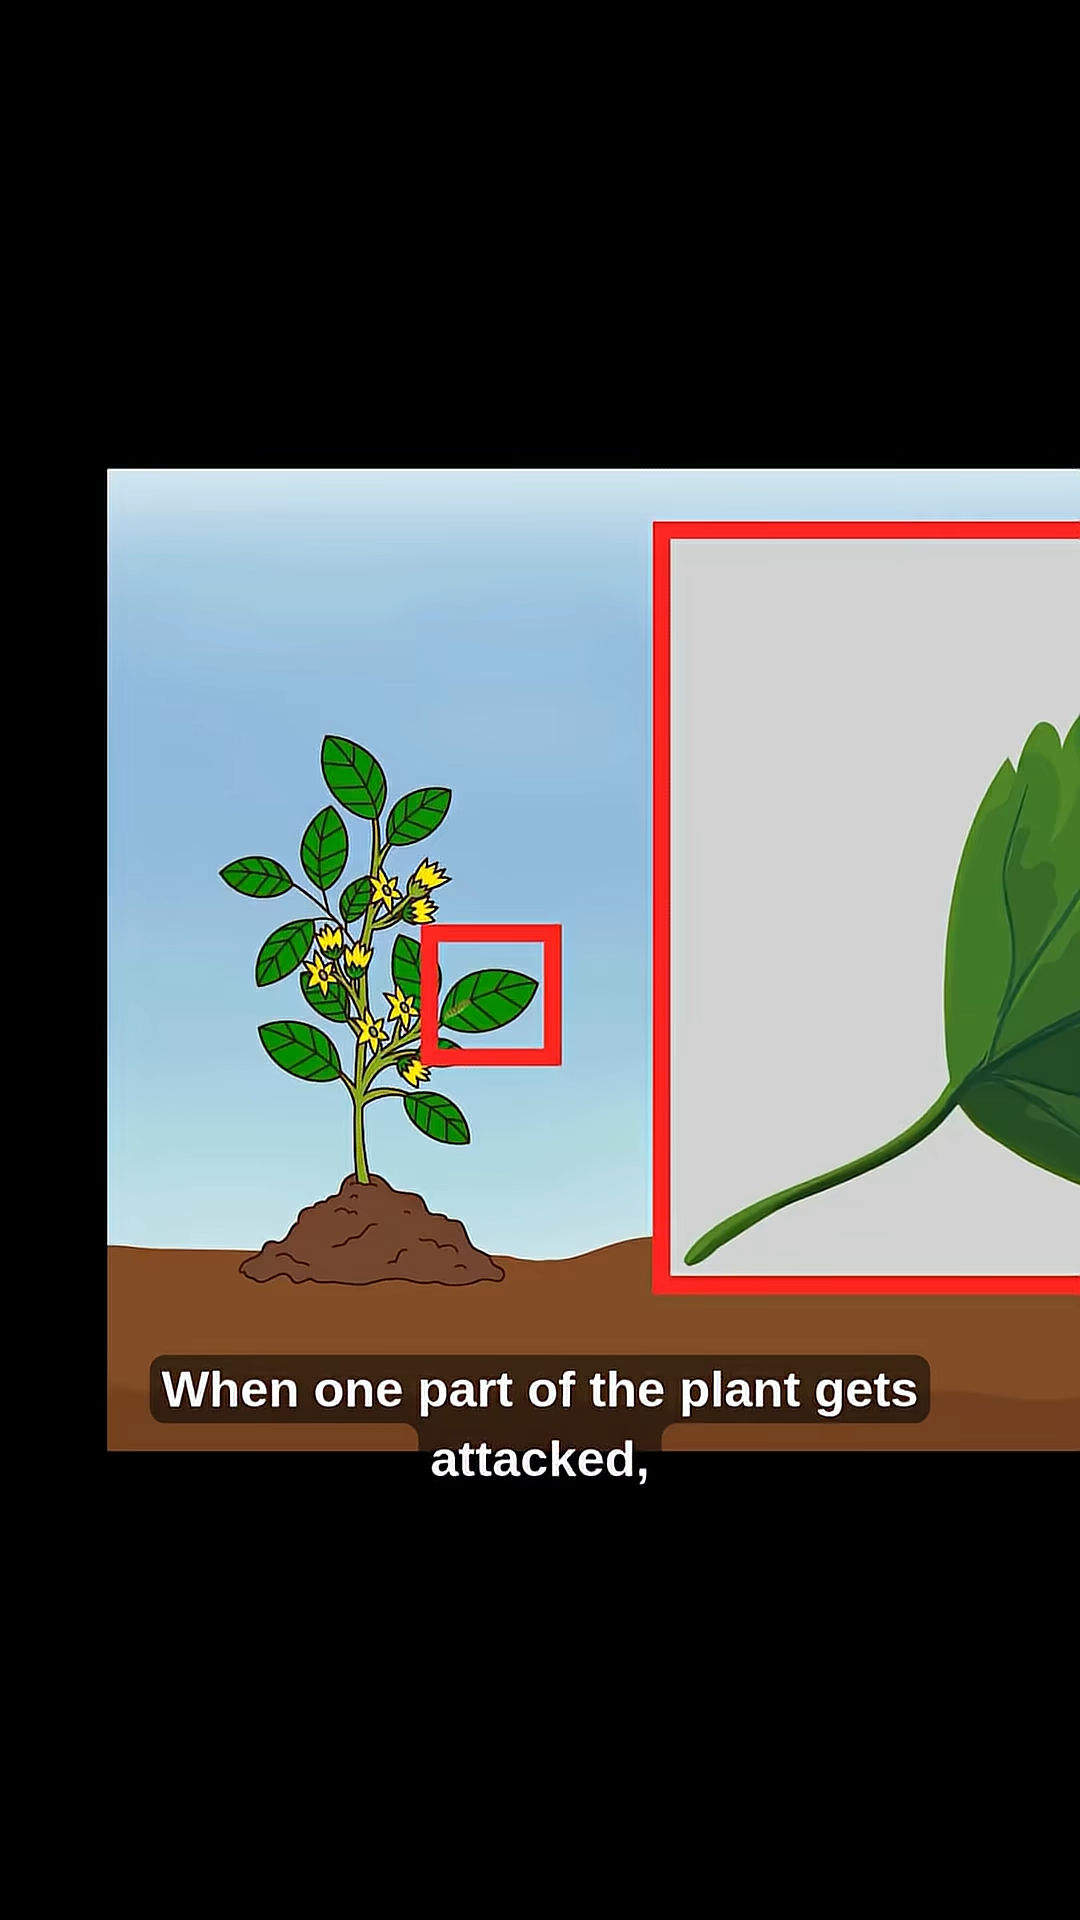 When one part of the plant gets
attacked,